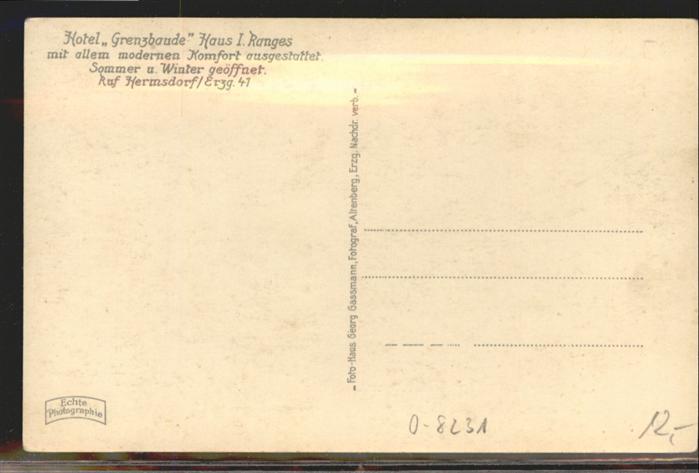 Hotel „Grenzbaude" Haus I. Ranges
mit allem modernen Komfort ausgestattet.
Sommer u. Winter geöffnet.
Ruf Hermsdorf/Erzg. 41
– Foto-Haus Georg Gassmann, Fotograf, Altenberg, Erzg. Nachdr. verb. –
Echte
Photographie
O-8231
12,-